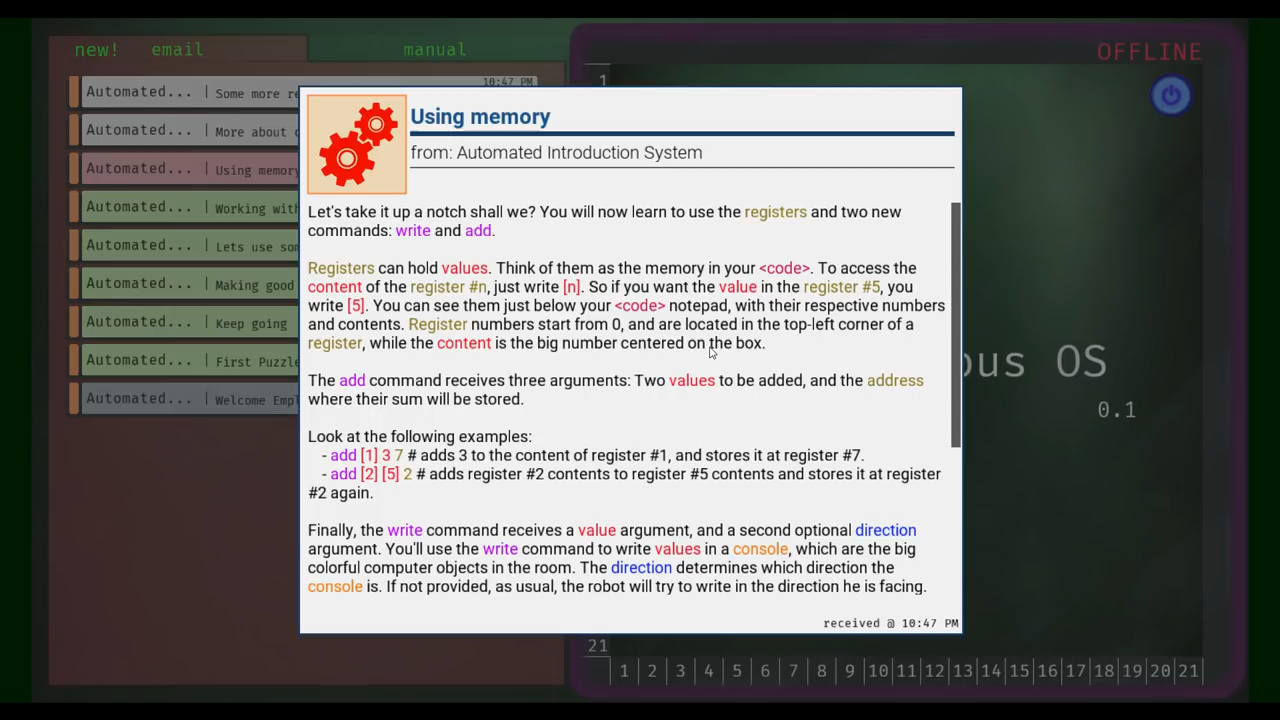 new! email
manual
OFFLINE
10:47 PM
1
Automated... | Some more re
Automated... | More about
Automated... | Using memory
Automated... | Working with
Automated... | Lets use som
Automated... | Making good
Automated... | Keep going
Automated... | First Puzzle
Automated... | Welcome Empl
Using memory
from: Automated Introduction System
Let's take it up a notch shall we? You will now learn to use the registers and two new
commands: write and add.
Registers can hold values. Think of them as the memory in your <code>. To access the
content of the register #n, just write [n]. So if you want the value in the register #5, you
write [5]. You can see them just below your <code> notepad, with their respective numbers
and contents. Register numbers start from 0, and are located in the top-left corner of a
register, while the content is the big number centered on the box.
The add command receives three arguments: Two values to be added, and the address
where their sum will be stored.
Look at the following examples:
- add [1] 3 7 # adds 3 to the content of register #1, and stores it at register #7.
- add [2] [5] 2 # adds register #2 contents to register #5 contents and stores it at register
#2 again.
Finally, the write command receives a value argument, and a second optional direction
argument. You'll use the write command to write values in a console, which are the big
colorful computer objects in the room. The direction determines which direction the
console is. If not provided, as usual, the robot will try to write in the direction he is facing.
received @ 10:47 PM
ous OS
0.1
21
1 2 3 4 5 6 7 8 9 10 11 12 13 14 15 16 17 18 19 20 21